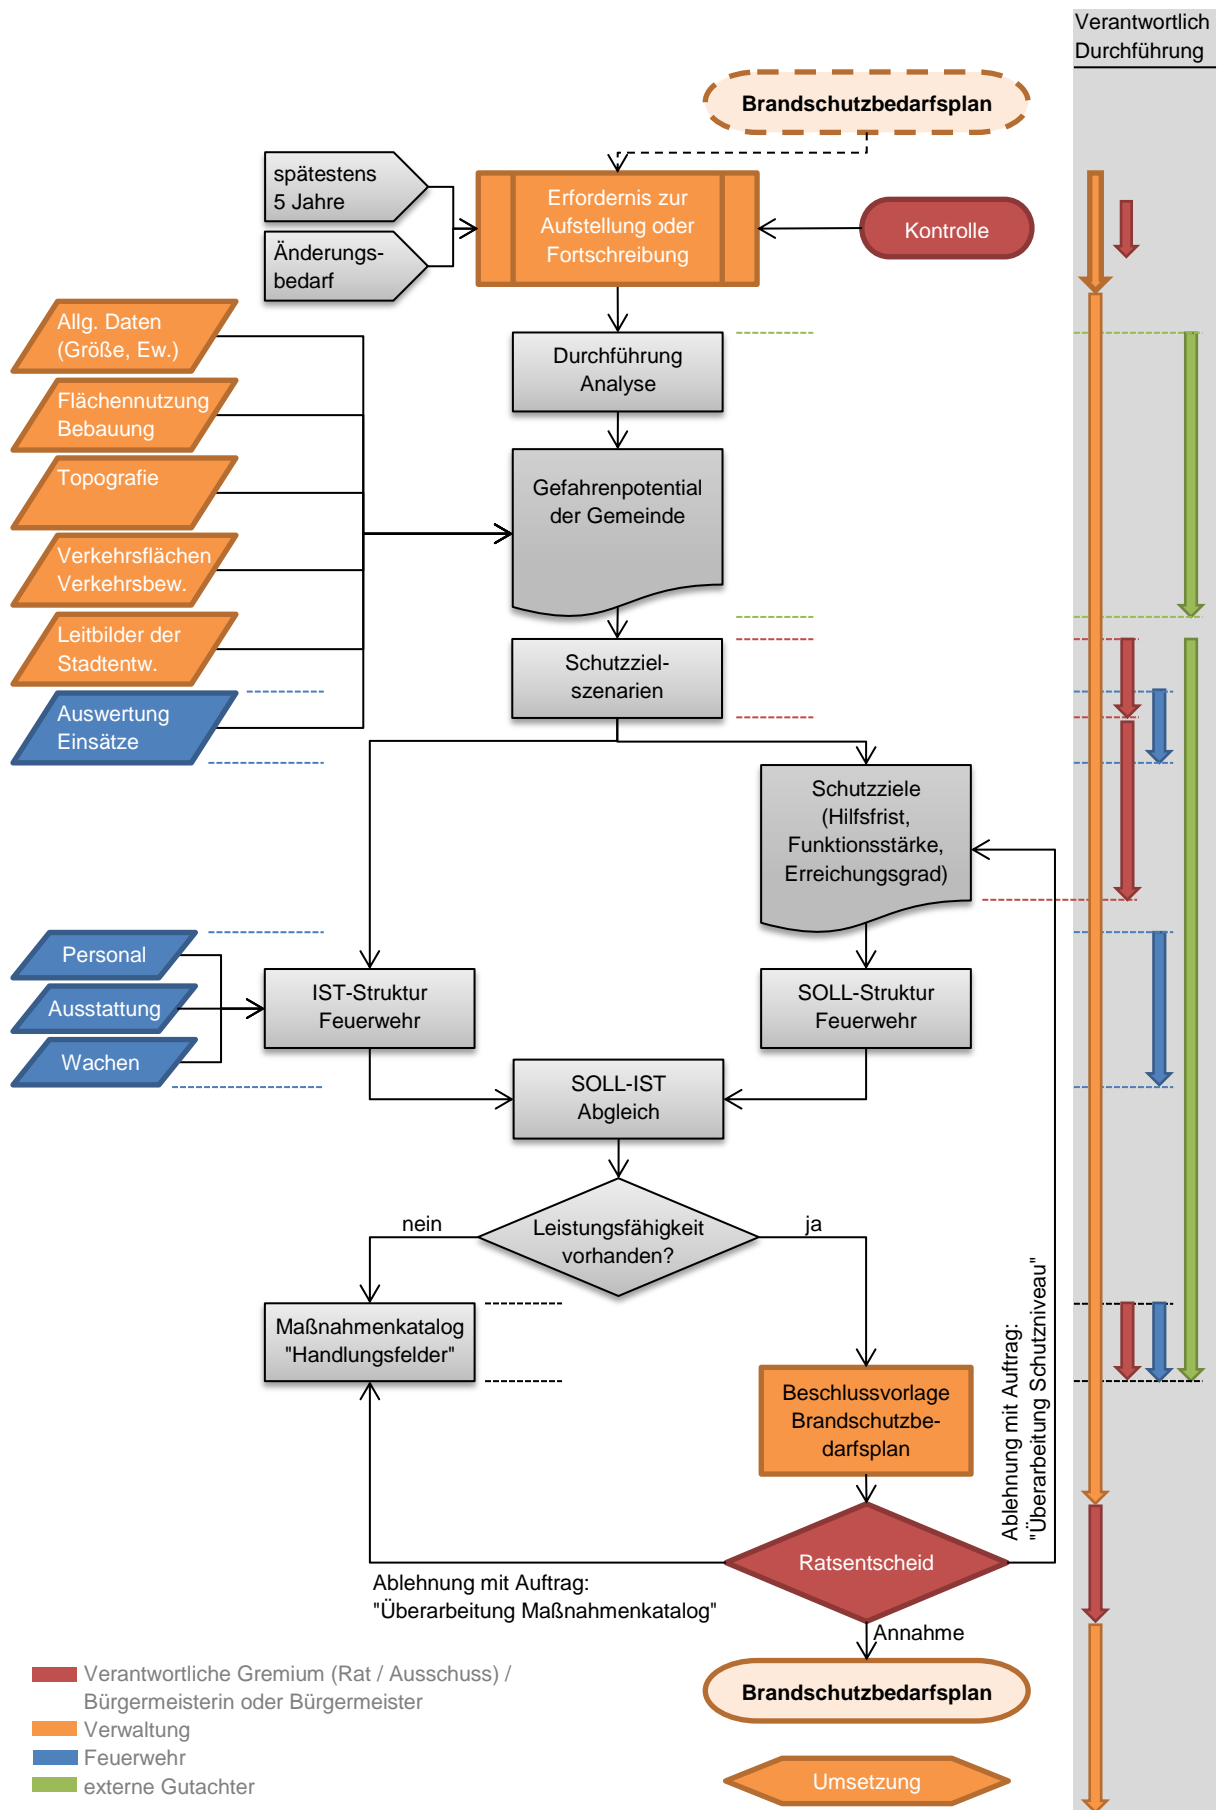 Verantwortlich
Durchführung
Brandschutzbedarfsplan
spätestens
5 Jahre
Änderungs-
bedarf
Erfordernis zur
Aufstellung oder
Fortschreibung
Kontrolle
Allg. Daten
(Größe, Ew.)
Flächennutzung
Bebauung
Topografie
Verkehrsflächen
Verkehrsbew.
Leitbilder der
Stadtentw.
Auswertung
Einsätze
Durchführung
Analyse
Gefahrenpotential
der Gemeinde
Schutzziel-
szenarien
Schutzziele
(Hilfsfrist,
Funktionsstärke,
Erreichungsgrad)
Personal
Ausstattung
Wachen
IST-Struktur
Feuerwehr
SOLL-Struktur
Feuerwehr
SOLL-IST
Abgleich
nein
Leistungsfähigkeit
vorhanden?
ja
Maßnahmenkatalog
"Handlungsfelder"
Beschlussvorlage
Brandschutzbe-
darfsplan
Ablehnung mit Auftrag:
"Überarbeitung Schutzniveau"
Ratsentscheid
Ablehnung mit Auftrag:
"Überarbeitung Maßnahmenkatalog"
Annahme
Brandschutzbedarfsplan
Umsetzung
Verantwortliche Gremium (Rat / Ausschuss) /
Bürgermeisterin oder Bürgermeister
Verwaltung
Feuerwehr
externe Gutachter